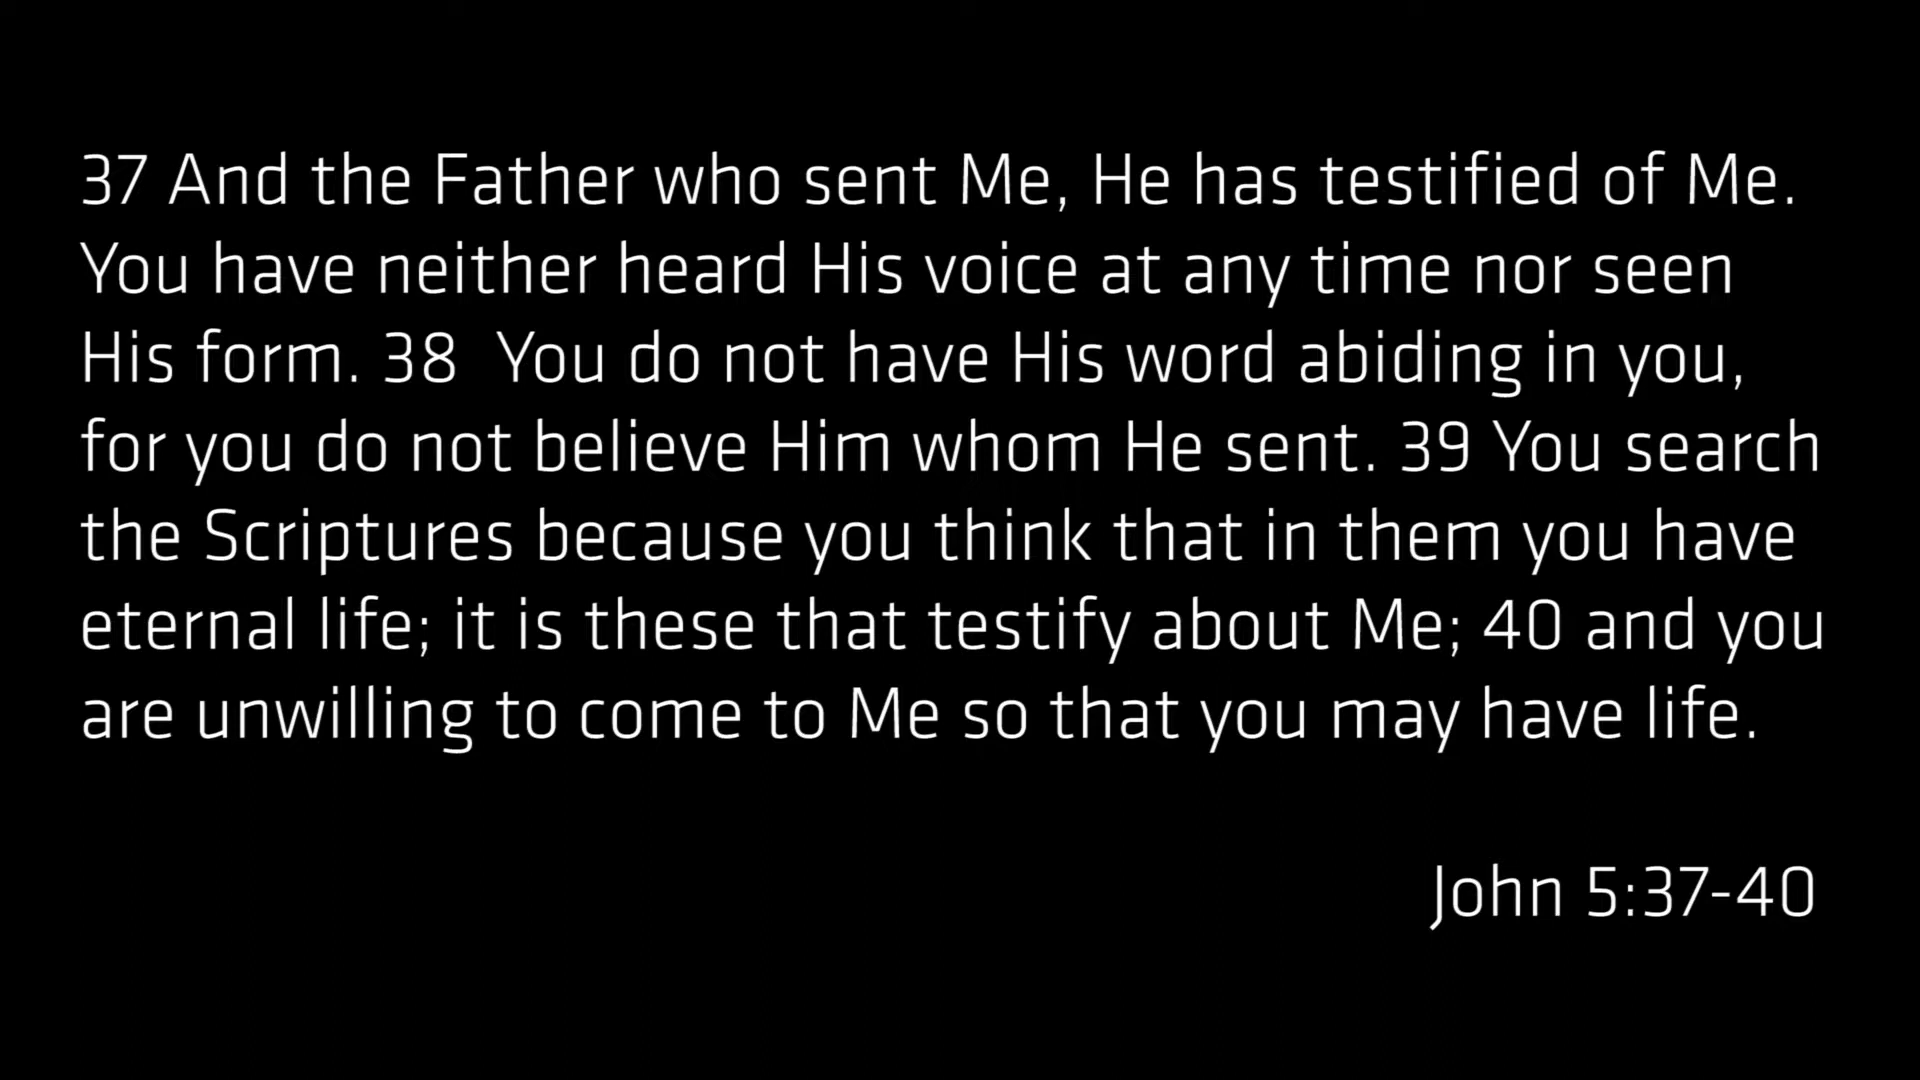 37 And the Father who sent Me, He has testified of Me.
You have neither heard His voice at any time nor seen
His form. 38  You do not have His word abiding in you,
for you do not believe Him whom He sent. 39 You search
the Scriptures because you think that in them you have
eternal life; it is these that testify about Me; 40 and you
are unwilling to come to Me so that you may have life.
John 5:37-40